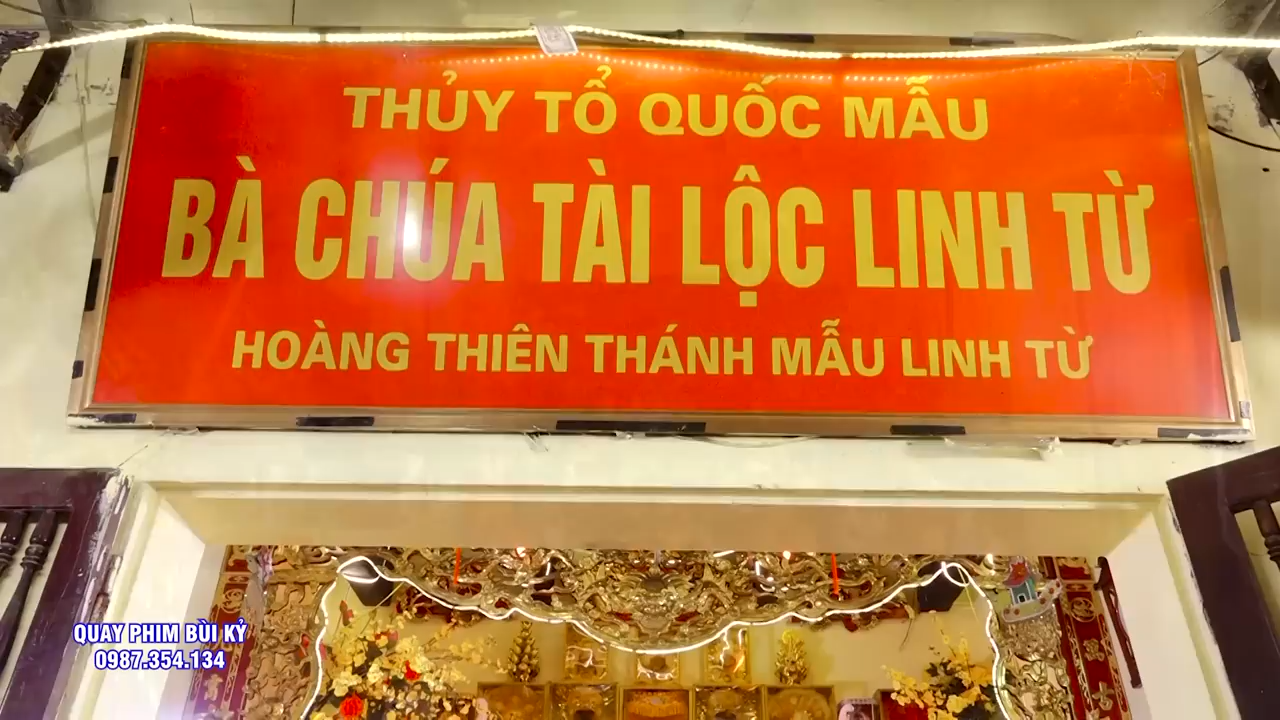 THỦY TỔ QUỐC MẪU
BÀ CHÚA TÀI LỘC LINH TỪ
HOÀNG THIÊN THÁNH MẪU LINH TỪ
QUAY PHIM BÙI KỶ
0987.354.134